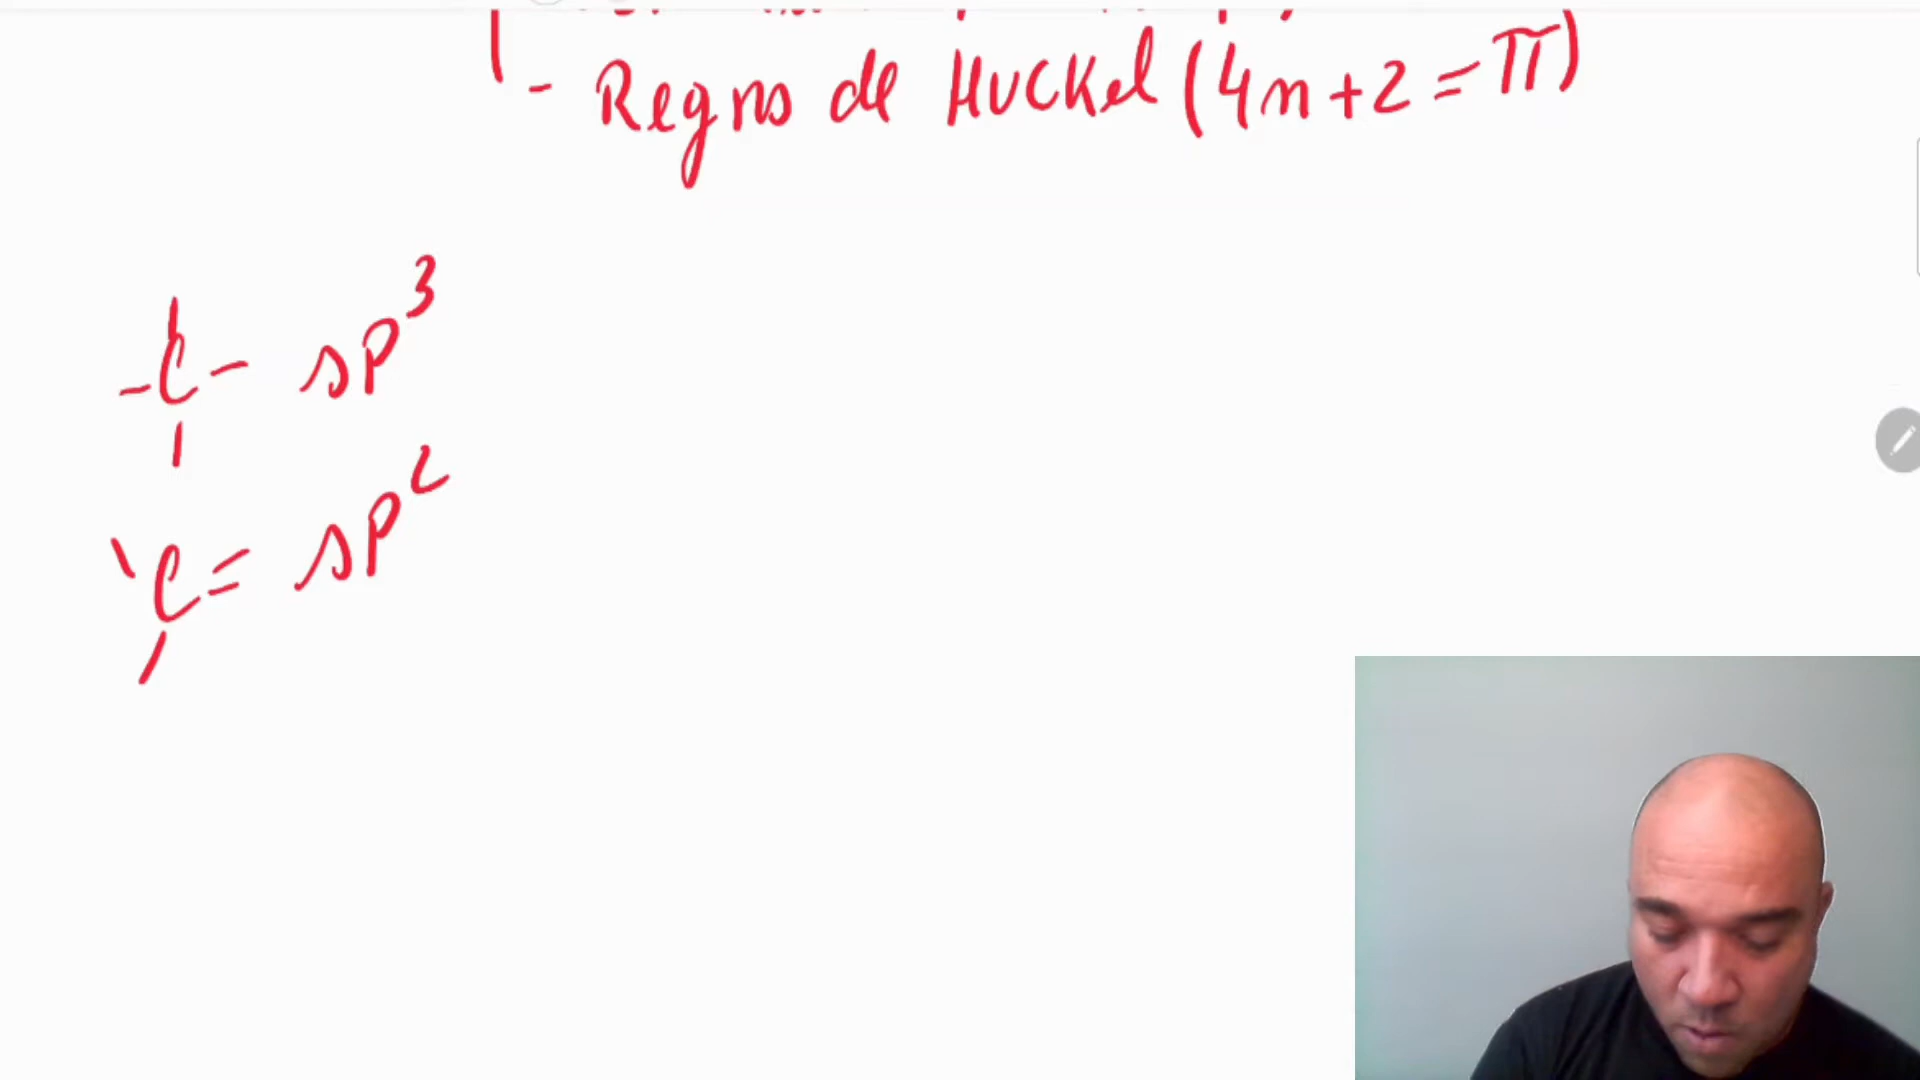 - Regra de HUCKel (4n+2=π)
-C- sp³
C= sp²